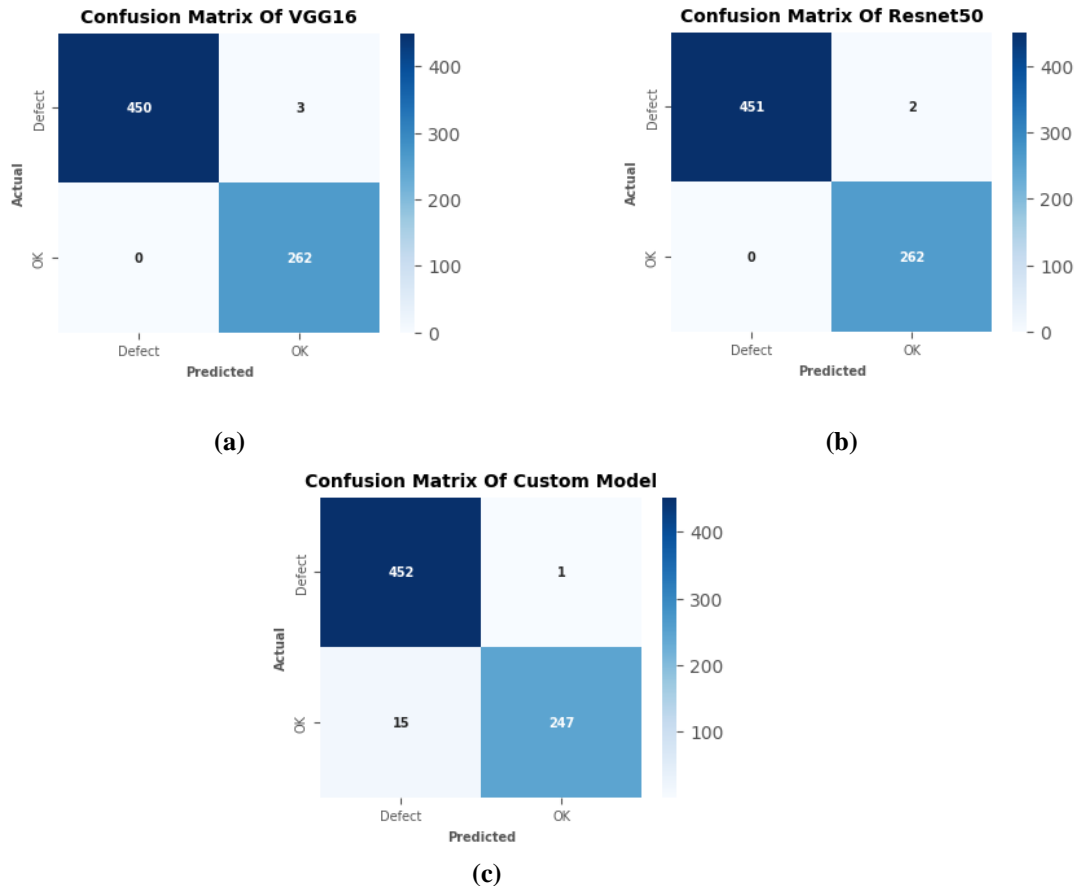 Confusion Matrix Of VGG16
Defect
OK
Actual
450
3
0
262
400
300
200
100
0
Defect
OK
Predicted
(a)
Confusion Matrix Of Resnet50
Defect
OK
Actual
451
2
0
262
400
300
200
100
0
Defect
OK
Predicted
(b)
Confusion Matrix Of Custom Model
Defect
OK
Actual
452
1
15
247
400
300
200
100
Defect
OK
Predicted
(c)